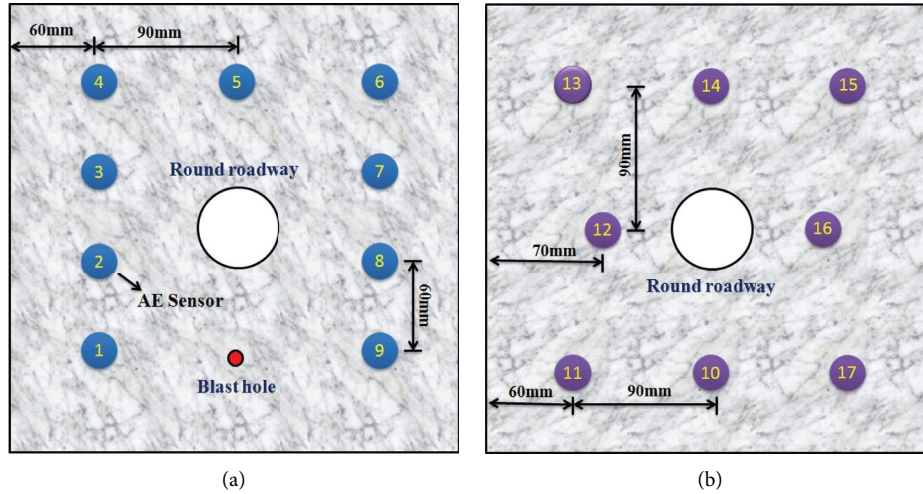 60mm
90mm
4
5
6
3
Round roadway
7
2
8
AE Sensor
60mm
1
9
Blast hole
(a)
13
14
15
90mm
12
16
70mm
Round roadway
11
10
17
60mm
90mm
(b)